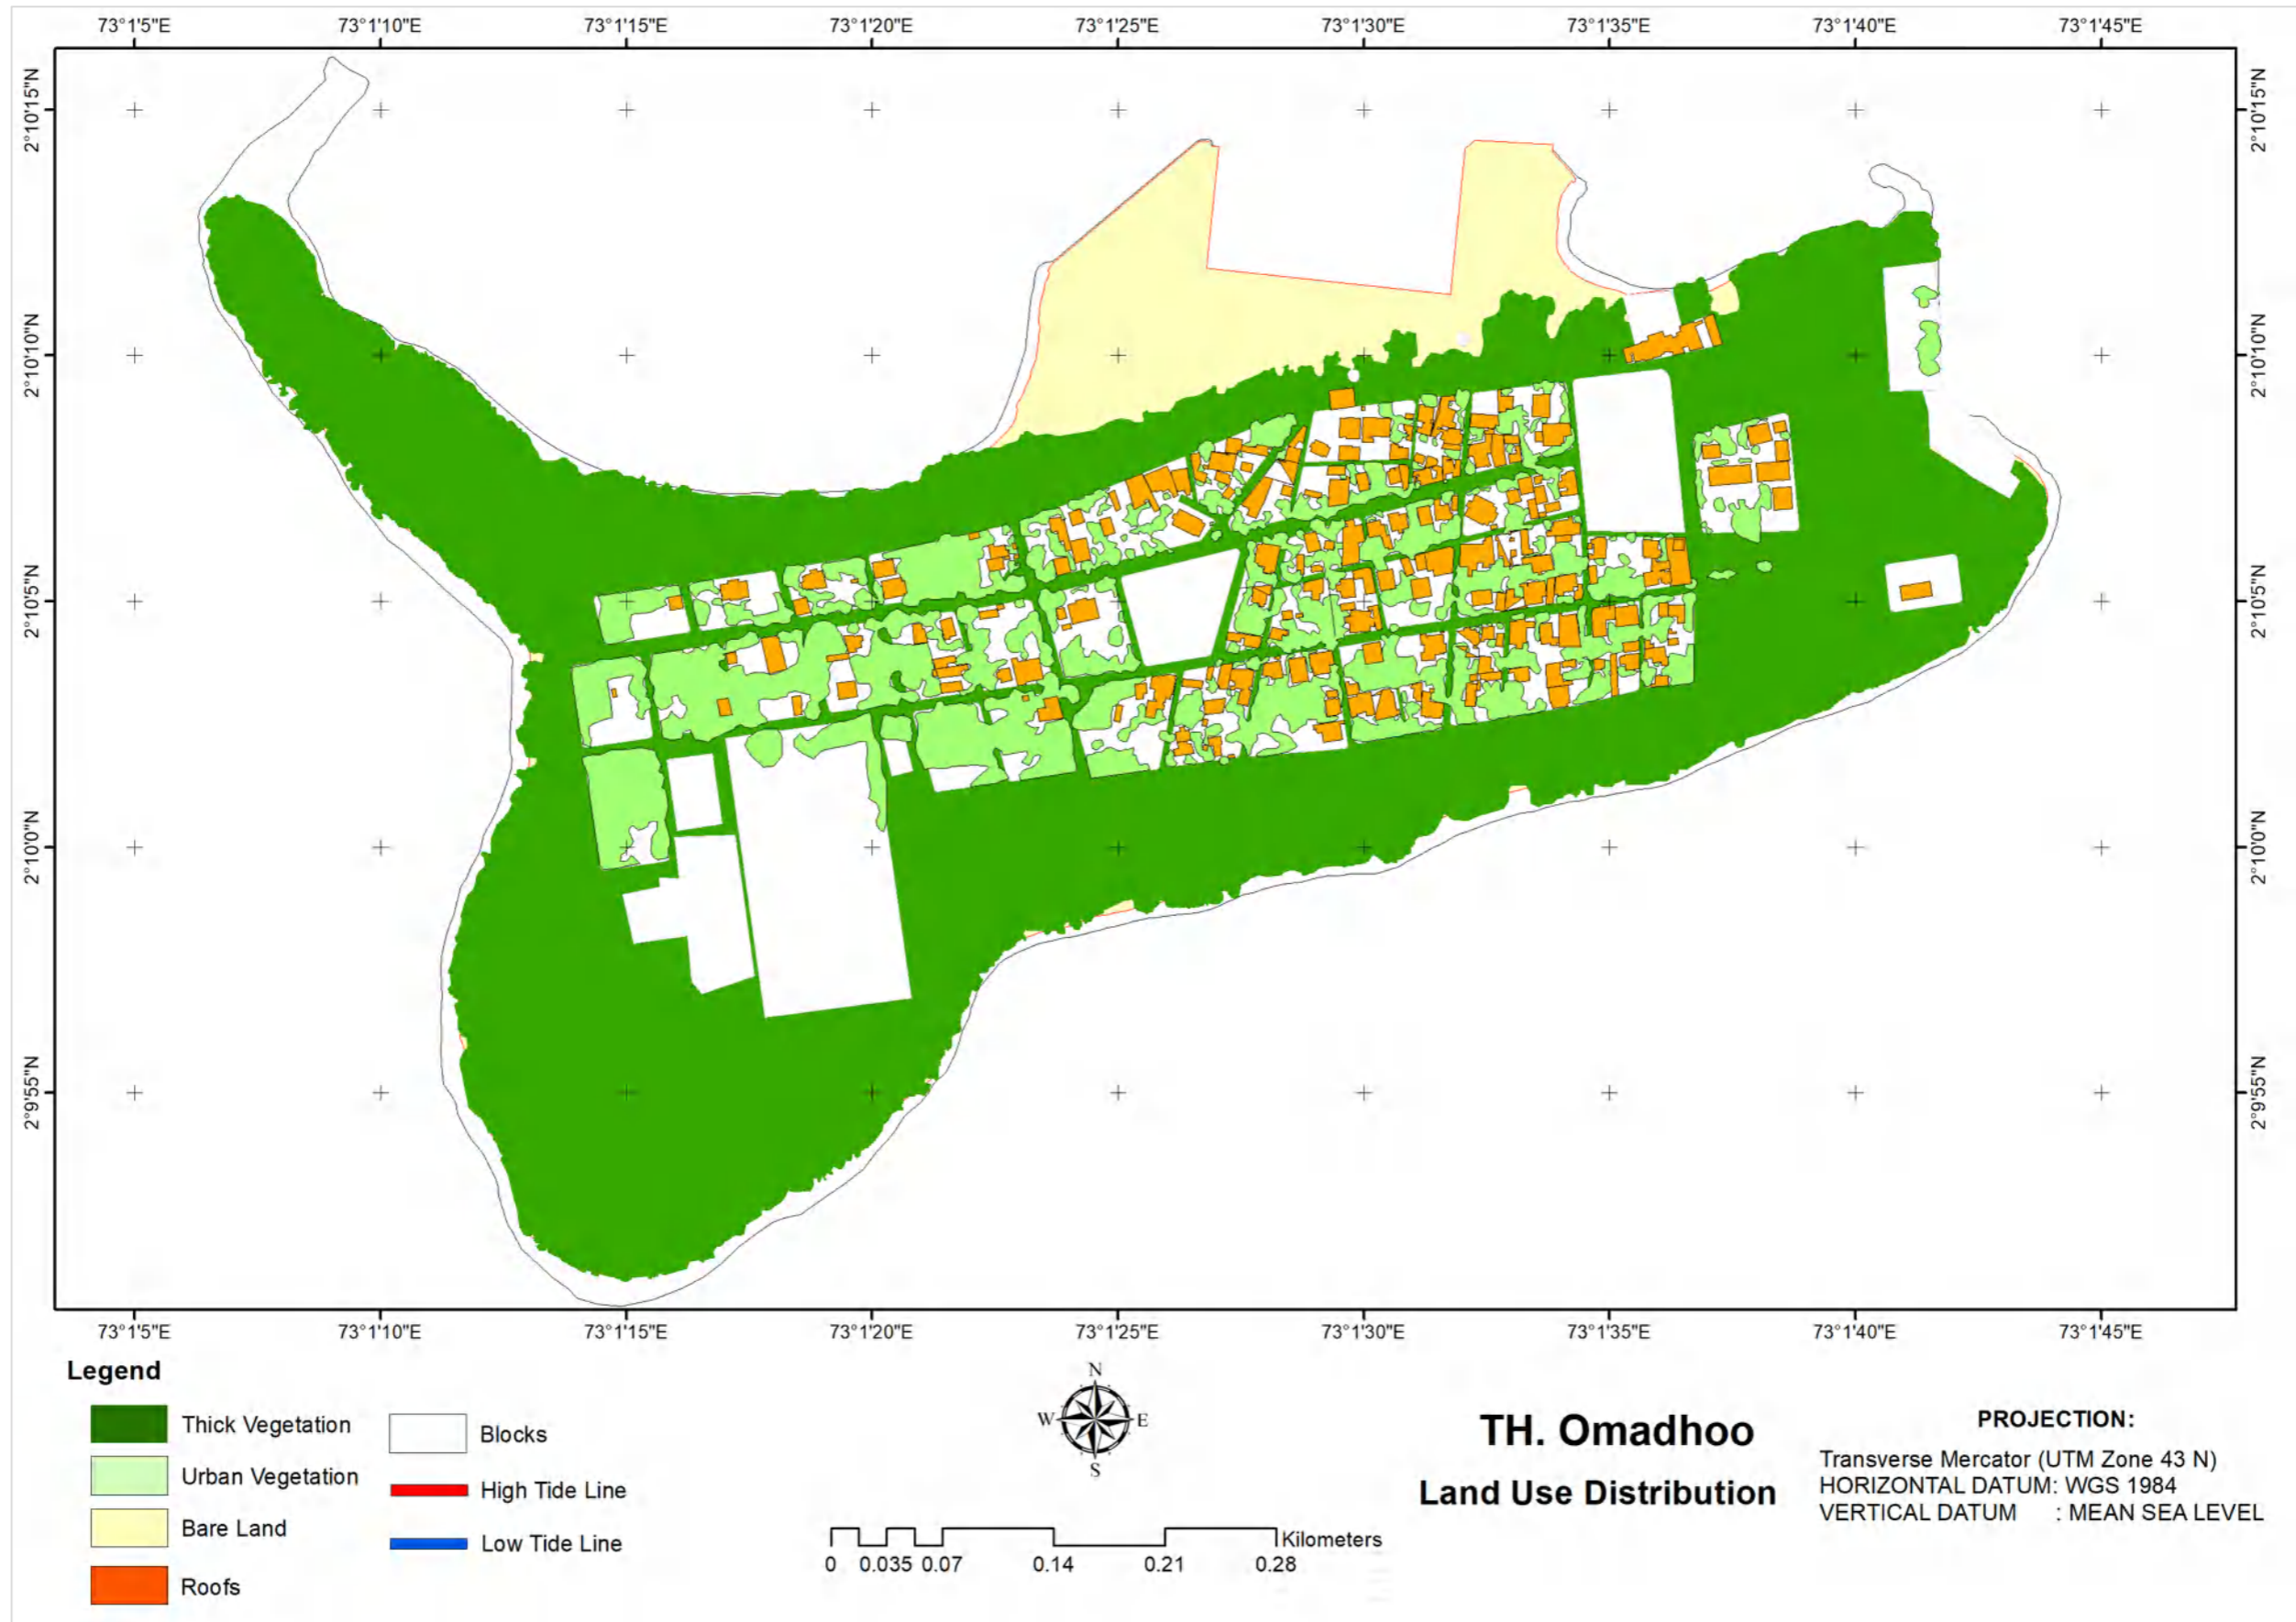 73°1'5"E 73°1'10"E 73°1'15"E 73°1'20"E 73°1'25"E 73°1'30"E 73°1'35"E 73°1'40"E 73°1'45"E
2°10'15"N 2°10'15"N
2°10'10"N 2°10'10"N
2°10'5"N 2°10'5"N
2°10'0"N 2°10'0"N
2°9'55"N 2°9'55"N
73°1'5"E 73°1'10"E 73°1'15"E 73°1'20"E 73°1'25"E 73°1'30"E 73°1'35"E 73°1'40"E 73°1'45"E
Legend
Thick Vegetation
Urban Vegetation
Bare Land
Roofs
Blocks
High Tide Line
Low Tide Line
N
W E
S
Kilometers
0 0.035 0.07 0.14 0.21 0.28
TH. Omadhoo
Land Use Distribution
PROJECTION:
Transverse Mercator (UTM Zone 43 N)
HORIZONTAL DATUM: WGS 1984
VERTICAL DATUM : MEAN SEA LEVEL